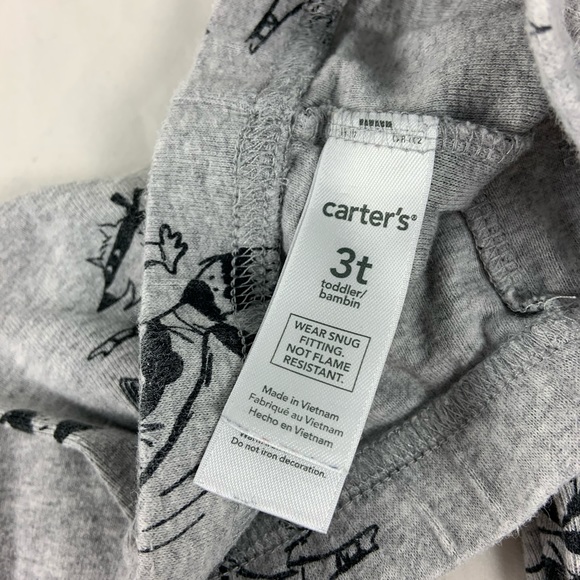 carter's®
3t
toddler/
bambin
WEAR SNUG
FITTING.
NOT FLAME
RESISTANT.
Made in Vietnam
Fabriqué au Vietnam
Hecho en Vietnam
Do not iron decoration.